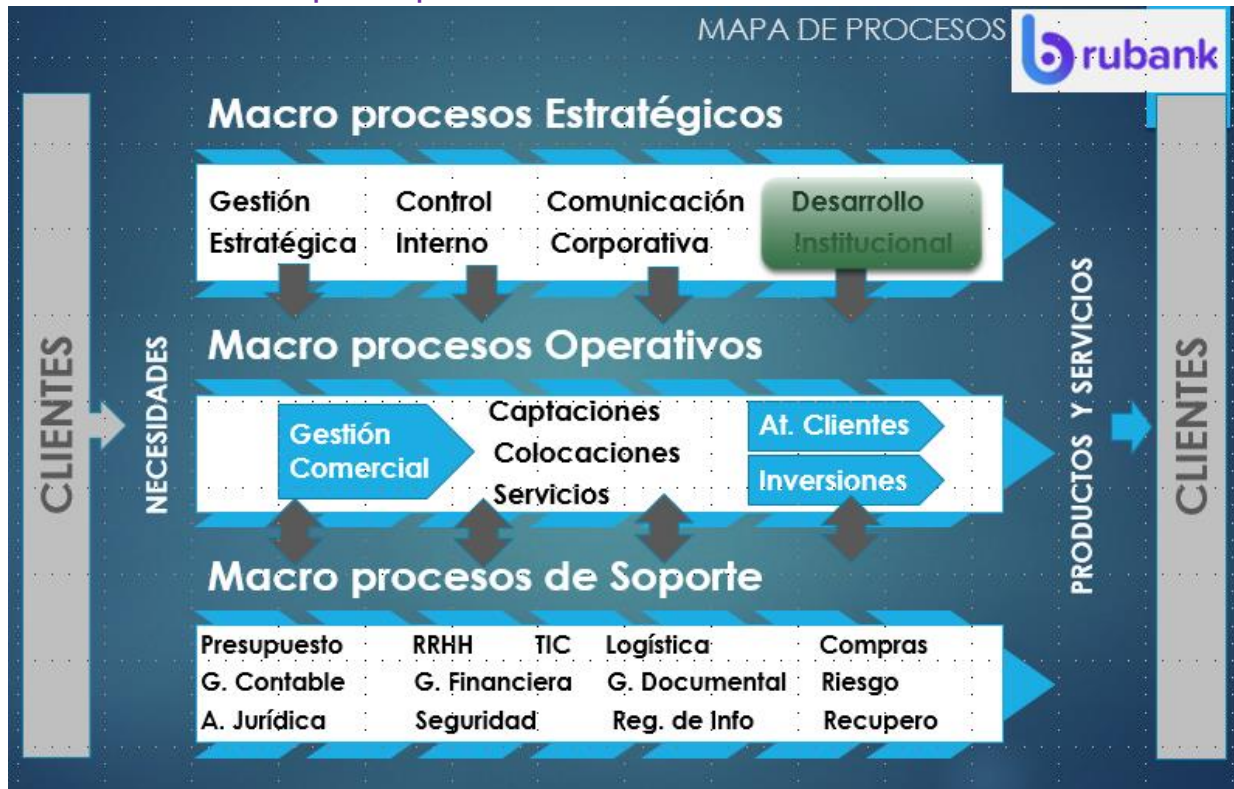 MAPA DE PROCESOS
brubank
Macro procesos Estratégicos
Gestión Estratégica
Control Interno
Comunicación Corporativa
Desarrollo Institucional
CLIENTES
NECESIDADES
Macro procesos Operativos
Gestión Comercial
Captaciones
Colocaciones
Servicios
At. Clientes
Inversiones
PRODUCTOS Y SERVICIOS
CLIENTES
Macro procesos de Soporte
Presupuesto RRHH TIC Logística Compras
G. Contable G. Financiera G. Documental Riesgo
A. Jurídica Seguridad Reg. de Info Recupero